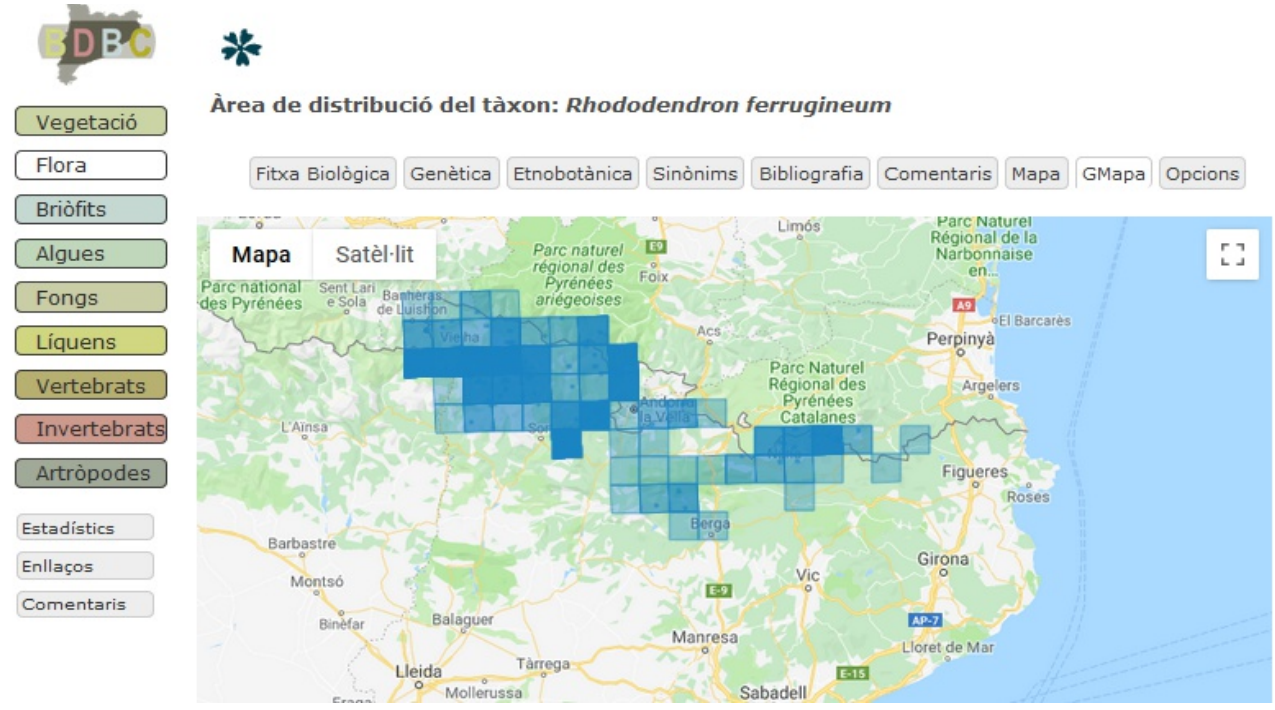 BDBC
Àrea de distribució del tàxon: Rhododendron ferrugineum
Vegetació
Flora
Briòfits
Algues
Fongs
Líquens
Vertebrats
Invertebrats
Artròpodes
Estadístics
Enllaços
Comentaris
Fitxa Biològica Genètica Etnobotànica Sinònims Bibliografia Comentaris Mapa GMapa Opcions
Mapa Satèl·lit
Parc national
des Pyrénées
Sent Lari
e Sola
Banheras
de Luishon
Vielha
Parc naturel
régional des
Pyrénées
ariégeoises
E9
Foix
Limós
Parc Naturel
Régional de la
Narbonnaise
en...
A9
El Barcarès
Perpinyà
Acs
Parc Naturel
Régional des
Pyrénées
Catalanes
Argelers
Andorra
la Vella
L'Aïnsa
Figueres
Roses
Berga
Barbastre
Girona
Montsó
Vic
E-9
Binèfar
Balaguer
AP-7
Manresa
Lloret de Mar
Lleida
Tàrrega
E-15
Mollerussa
Sabadell
Fraga